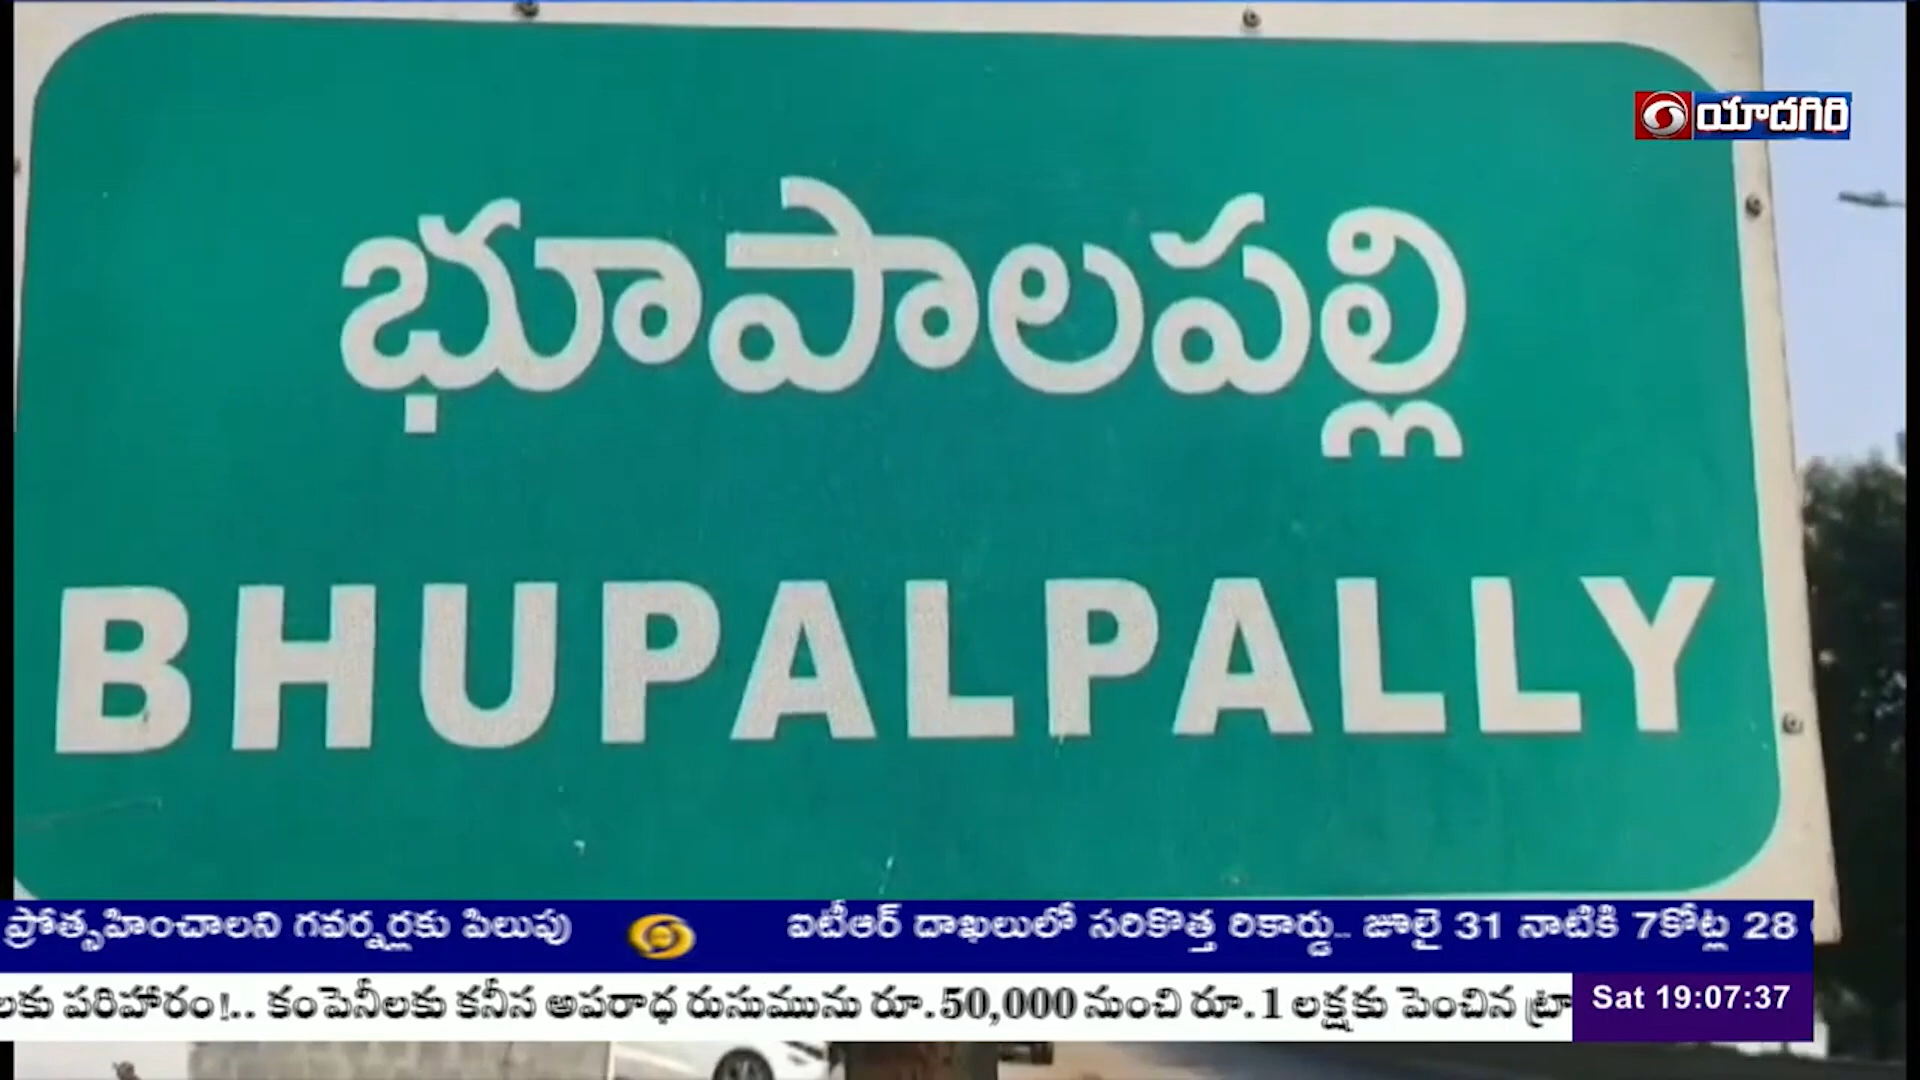 యాదగిరి
భూపాలపల్లి
BHUPALPALLY
ప్రోత్సహించాలని గవర్నర్లకు పిలుపు ఐటీఆర్ దాఖలులో సరికొత్త రికార్డు.. జూలై 31 నాటికి 7కోట్ల 28
లకు పరిహారం!.. కంపెనీలకు కనీస అపరాధ రుసుమును రూ.50,000 నుంచి రూ.1 లక్షకు పెంచిన ట్రా
Sat 19:07:37